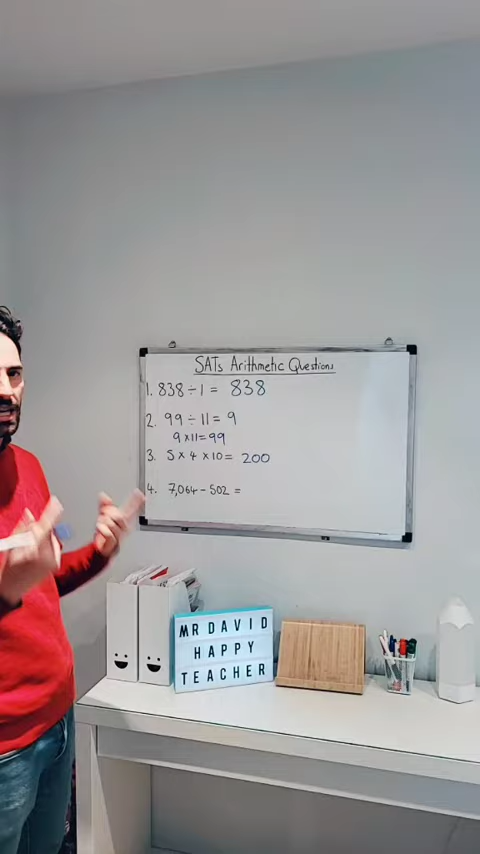 SATs Arithmetic Questions
1. 838 ÷ 1 = 838
2. 99 ÷ 11 = 9
9 × 11 = 99
3. 5 × 4 × 10 = 200
4. 7,064 - 502 =
MR DAVID
HAPPY
TEACHER